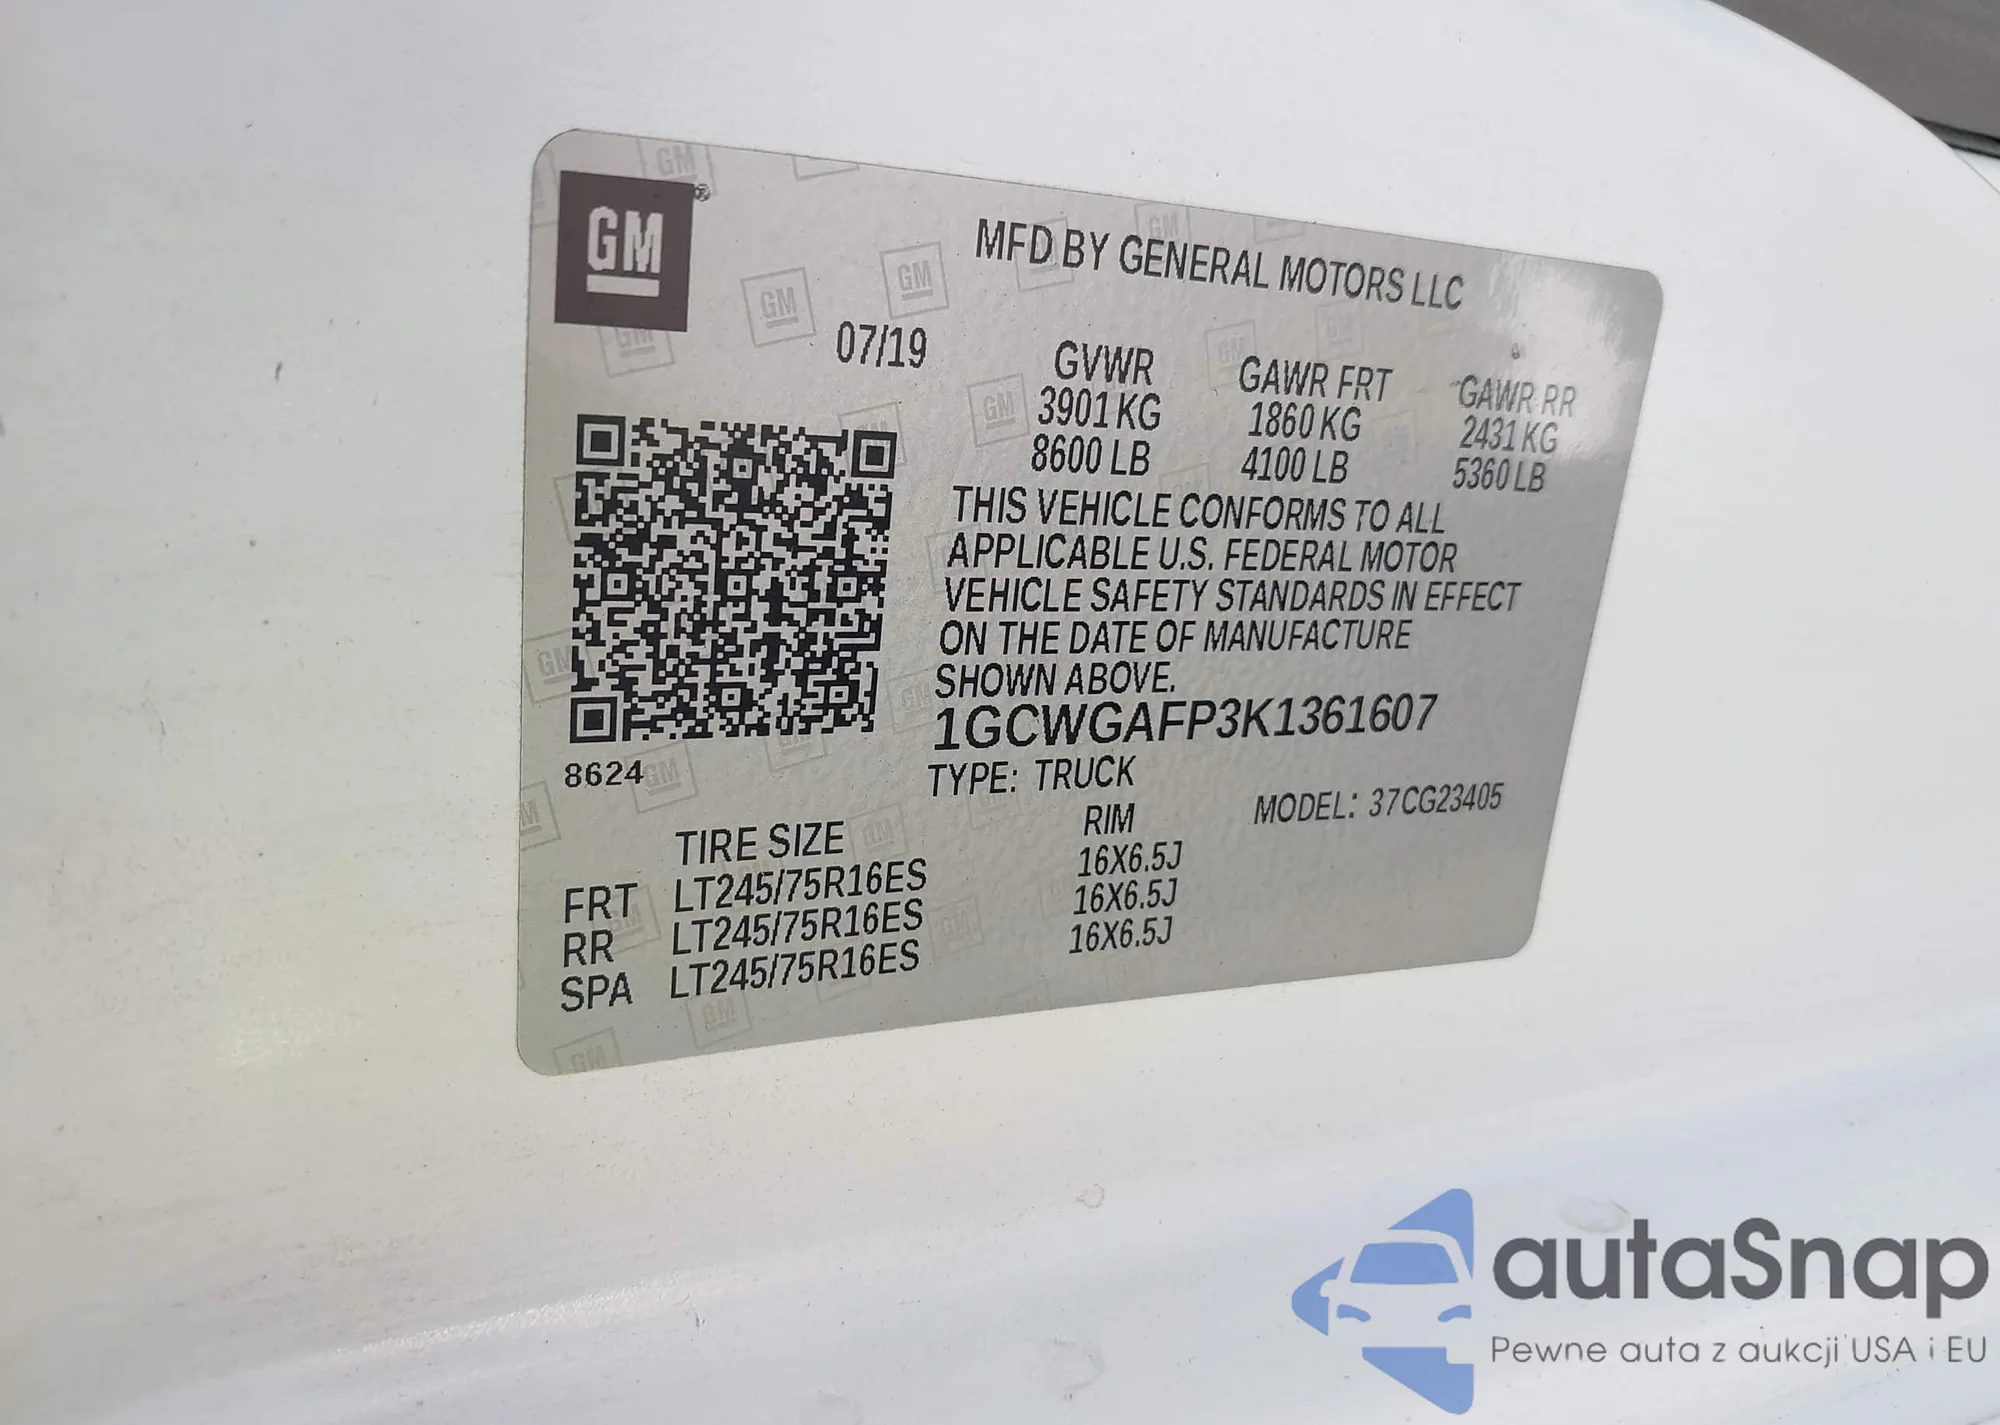 GM®
MFD BY GENERAL MOTORS LLC
07/19
GVWR GAWR FRT GAWR RR
3901 KG 1860 KG 2431 KG
8600 LB 4100 LB 5360 LB
THIS VEHICLE CONFORMS TO ALL
APPLICABLE U.S. FEDERAL MOTOR
VEHICLE SAFETY STANDARDS IN EFFECT
ON THE DATE OF MANUFACTURE
SHOWN ABOVE.
1GCWGAFP3K1361607
8624
TYPE: TRUCK MODEL: 37CG23405
TIRE SIZE RIM
FRT LT245/75R16ES 16X6.5J
RR LT245/75R16ES 16X6.5J
SPA LT245/75R16ES 16X6.5J
autaSnap
Pewne auta z aukcji USA i EU